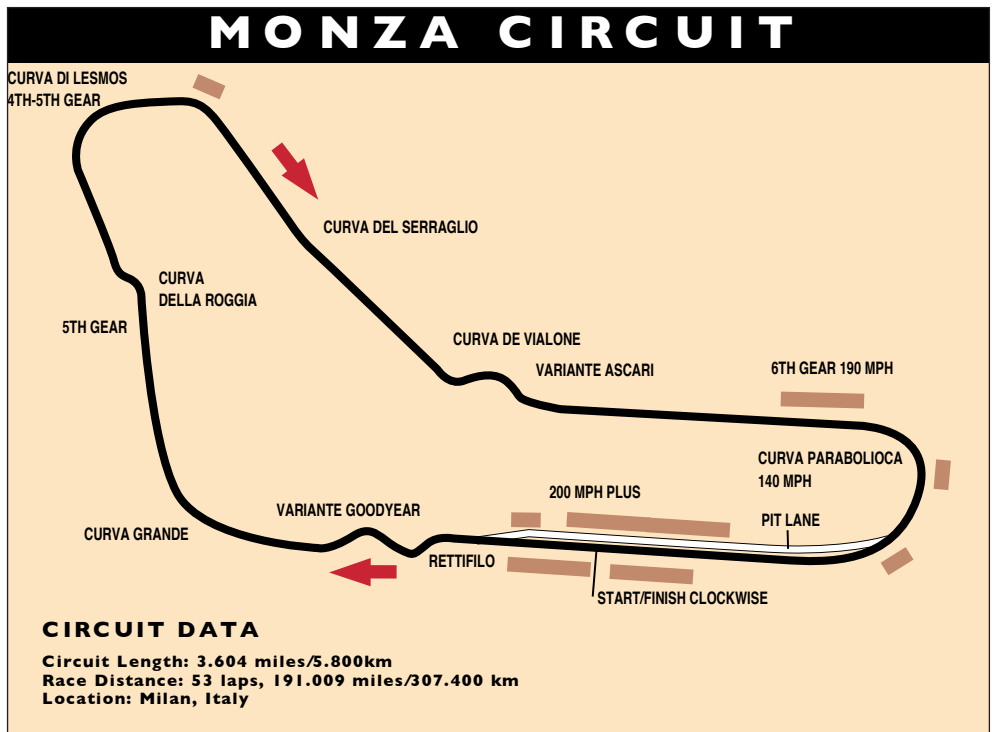 MONZA CIRCUIT
CURVA DI LESMOS
4TH-5TH GEAR
CURVA DEL SERRAGLIO
CURVA
DELLA ROGGIA
5TH GEAR
CURVA DE VIALONE
VARIANTE ASCARI
6TH GEAR 190 MPH
CURVA PARABOLIOCA
140 MPH
200 MPH PLUS
PIT LANE
VARIANTE GOODYEAR
CURVA GRANDE
RETTIFILO
START/FINISH CLOCKWISE
CIRCUIT DATA
Circuit Length: 3.604 miles/5.800km
Race Distance: 53 laps, 191.009 miles/307.400 km
Location: Milan, Italy